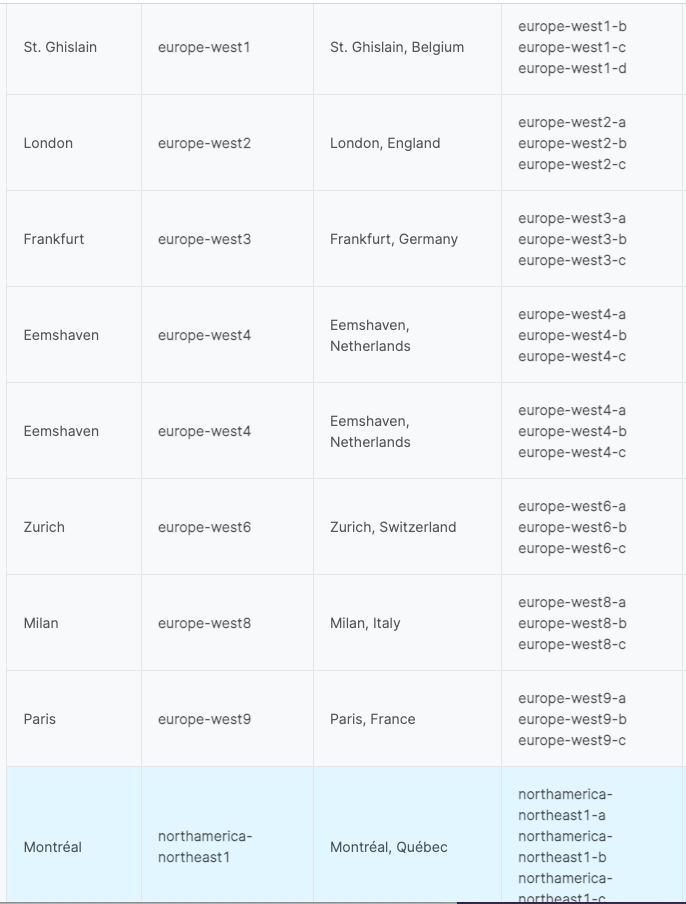 St. Ghislain
europe-west1
St. Ghislain, Belgium
europe-west1-b
europe-west1-c
europe-west1-d
London
europe-west2
London, England
europe-west2-a
europe-west2-b
europe-west2-c
Frankfurt
europe-west3
Frankfurt, Germany
europe-west3-a
europe-west3-b
europe-west3-c
Eemshaven
europe-west4
Eemshaven,
Netherlands
europe-west4-a
europe-west4-b
europe-west4-c
Eemshaven
europe-west4
Eemshaven,
Netherlands
europe-west4-a
europe-west4-b
europe-west4-c
Zurich
europe-west6
Zurich, Switzerland
europe-west6-a
europe-west6-b
europe-west6-c
Milan
europe-west8
Milan, Italy
europe-west8-a
europe-west8-b
europe-west8-c
Paris
europe-west9
Paris, France
europe-west9-a
europe-west9-b
europe-west9-c
Montréal
northamerica-
northeast1
Montréal, Québec
northamerica-
northeast1-a
northamerica-
northeast1-b
northamerica-
northeast1-c